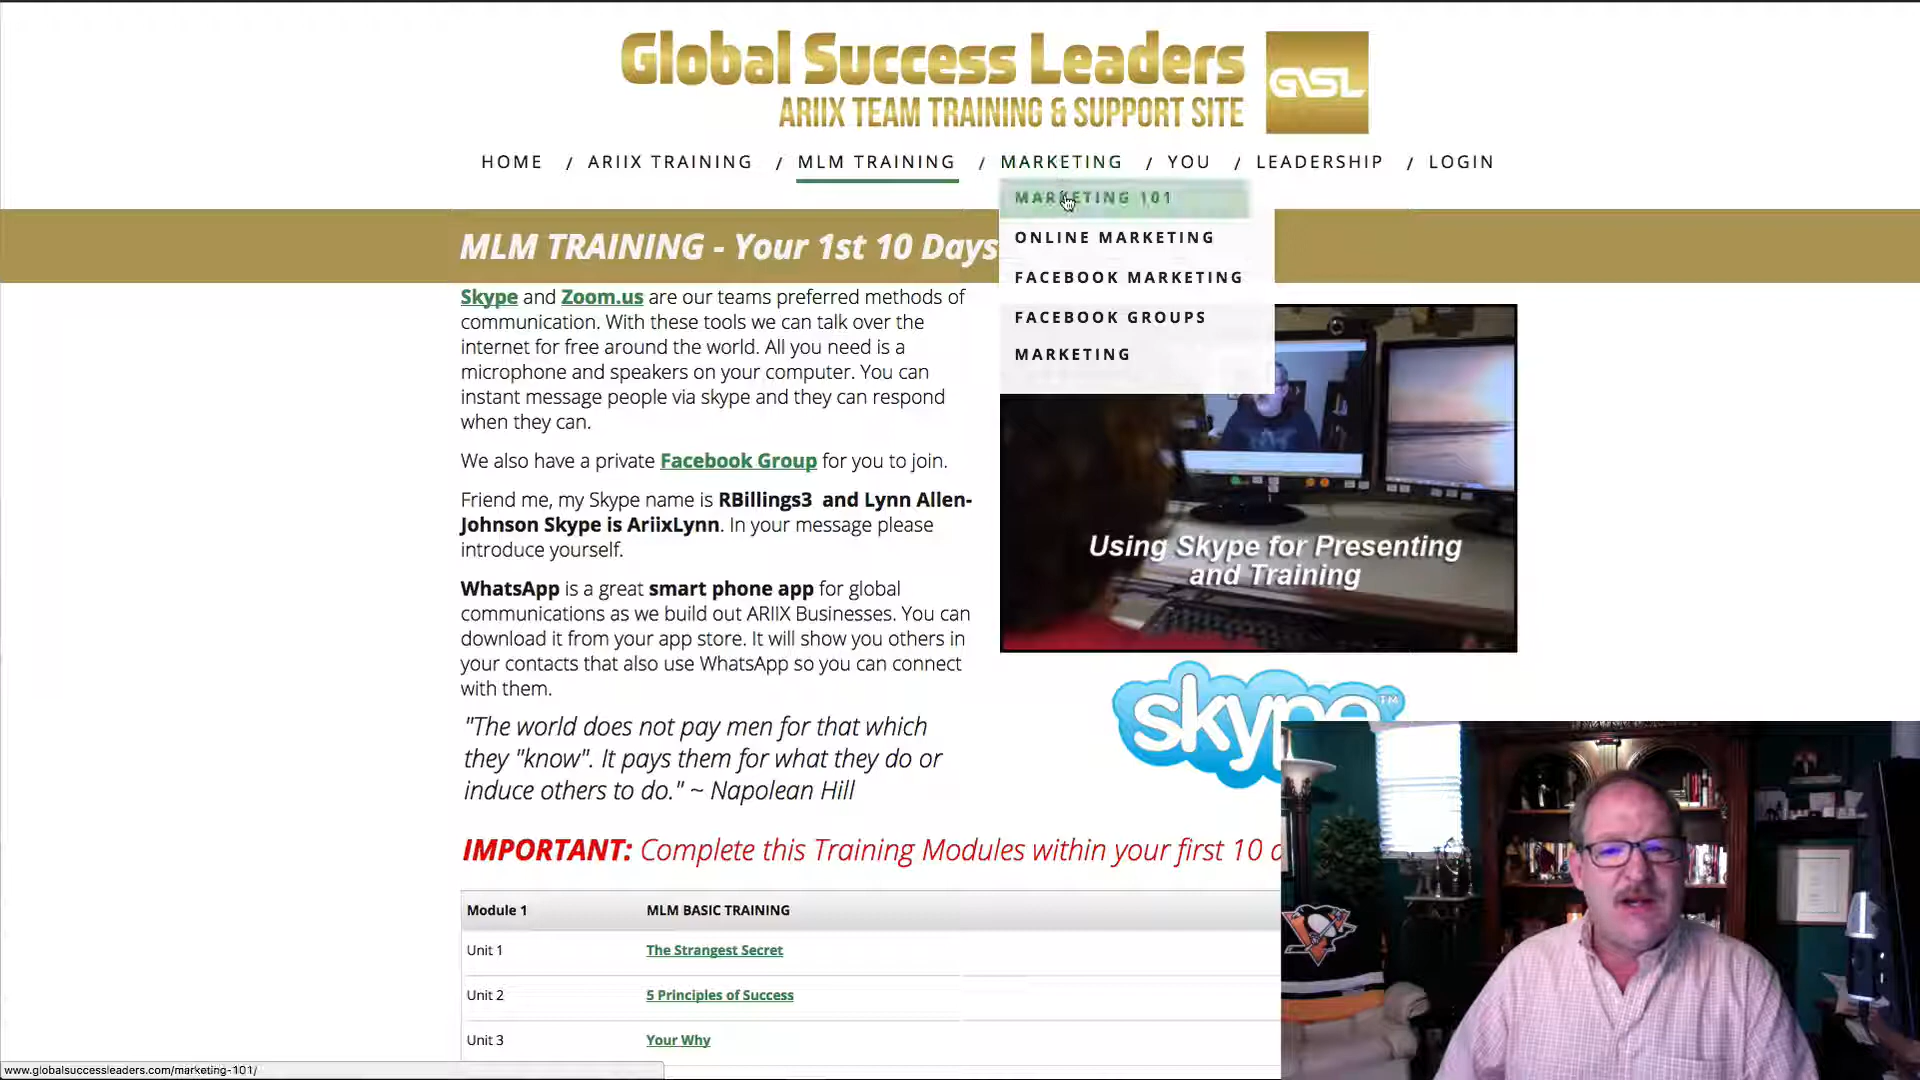 Global Success Leaders
GSL
ARIIX TEAM TRAINING & SUPPORT SITE
HOME / ARIIX TRAINING / MLM TRAINING / MARKETING / YOU / LEADERSHIP / LOGIN
MARKETING 101
ONLINE MARKETING
FACEBOOK MARKETING
FACEBOOK GROUPS
MARKETING
MLM TRAINING - Your 1st 10 Days
Skype and Zoom.us are our teams preferred methods of
communication. With these tools we can talk over the
internet for free around the world. All you need is a
microphone and speakers on your computer. You can
instant message people via skype and they can respond
when they can.
We also have a private Facebook Group for you to join.
Friend me, my Skype name is RBillings3 and Lynn Allen-
Johnson Skype is AriixLynn. In your message please
introduce yourself.
WhatsApp is a great smart phone app for global
communications as we build out ARIIX Businesses. You can
download it from your app store. It will show you others in
your contacts that also use WhatsApp so you can connect
with them.
"The world does not pay men for that which
they "know". It pays them for what they do or
induce others to do." ~ Napolean Hill
Using Skype for Presenting
and Training
skype TM
IMPORTANT: Complete this Training Modules within your first 10 d
Module 1 MLM BASIC TRAINING
Unit 1 The Strangest Secret
Unit 2 5 Principles of Success
Unit 3 Your Why
www.globalsuccessleaders.com/marketing-101/